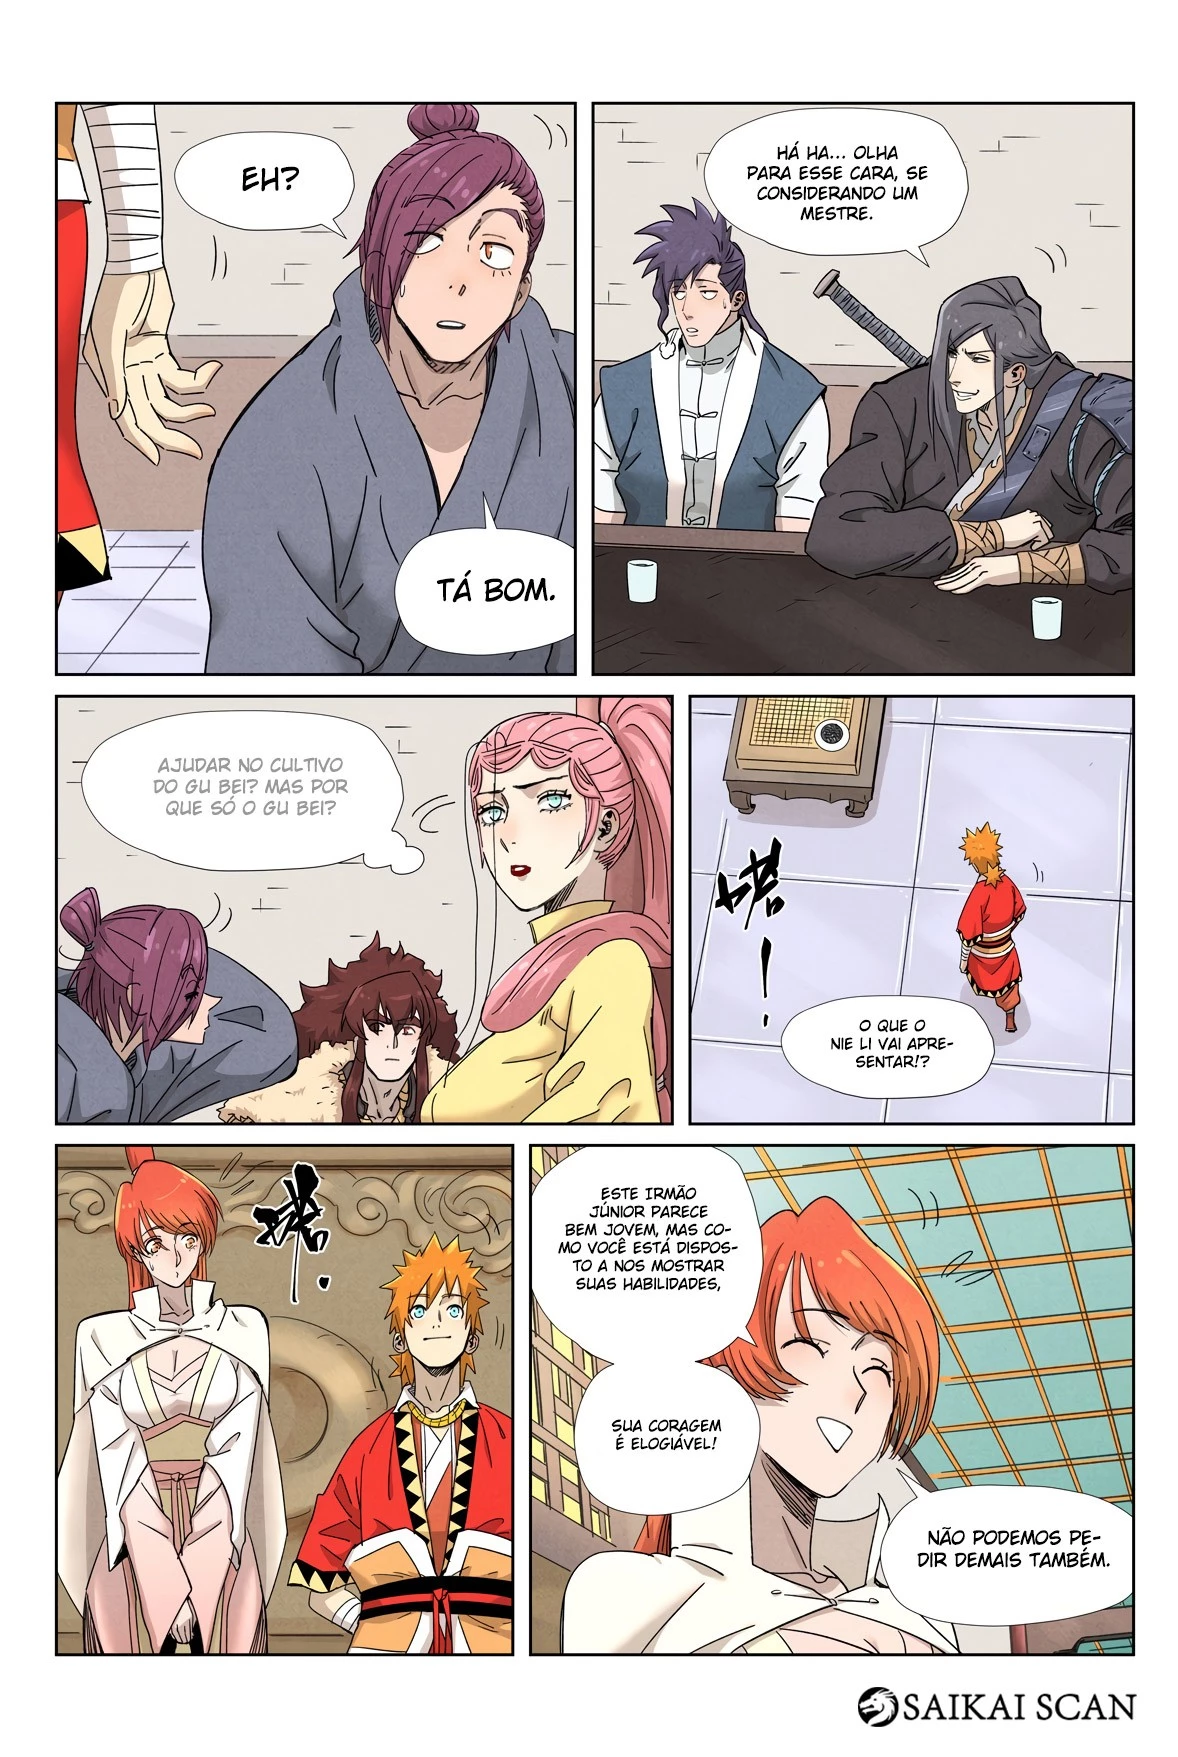 EH?
TÁ BOM.
HÁ HA... OLHA
PARA ESSE CARA, SE
CONSIDERANDO UM
MESTRE.
AJUDAR NO CULTIVO
DO GU BEI? MAS POR
QUE SÓ O GU BEI?
O QUE O
NIE LI VAI APRE-
SENTAR!?
ESTE IRMÃO
JÚNIOR PARECE
BEM JOVEM, MAS CO-
MO VOCÊ ESTÁ DISPOS-
TO A NOS MOSTRAR
SUAS HABILIDADES,
SUA CORAGEM
É ELOGIÁVEL!
NÃO PODEMOS PE-
DIR DEMAIS TAMBÉM.
SAIKAI SCAN